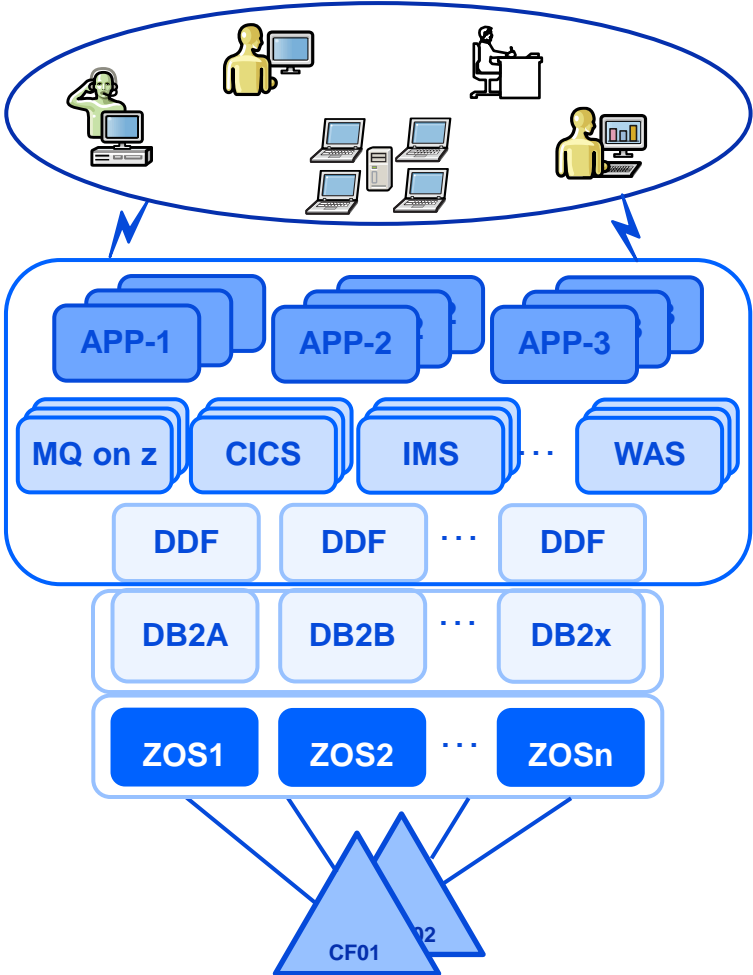 APP-1
APP-2
APP-3
MQ on z
CICS
IMS
...
WAS
DDF
DDF
...
DDF
DB2A
DB2B
...
DB2x
ZOS1
ZOS2
...
ZOSn
CF01
02